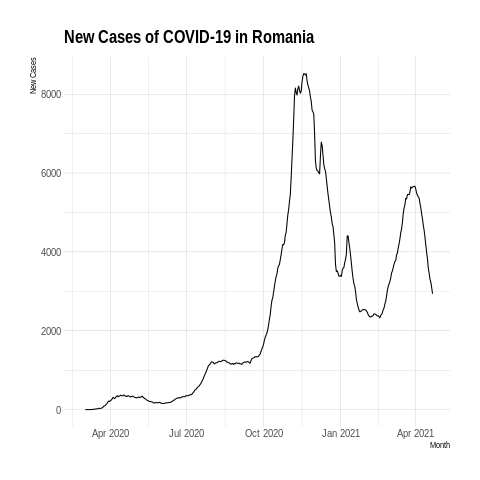 New Cases of COVID-19 in Romania
New Cases
8000
6000
4000
2000
0
Apr 2020 Jul 2020 Oct 2020 Jan 2021 Apr 2021
Month